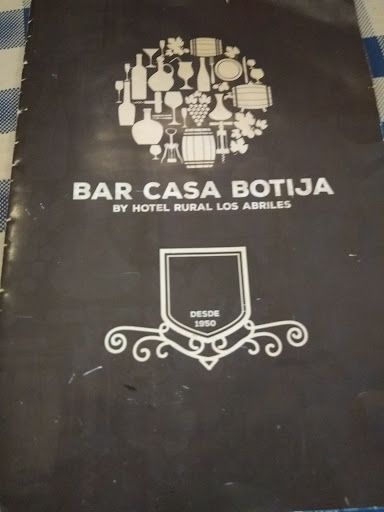 BAR CASA BOTIJA
BY HOTEL RURAL LOS ABRILES
DESDE
1950